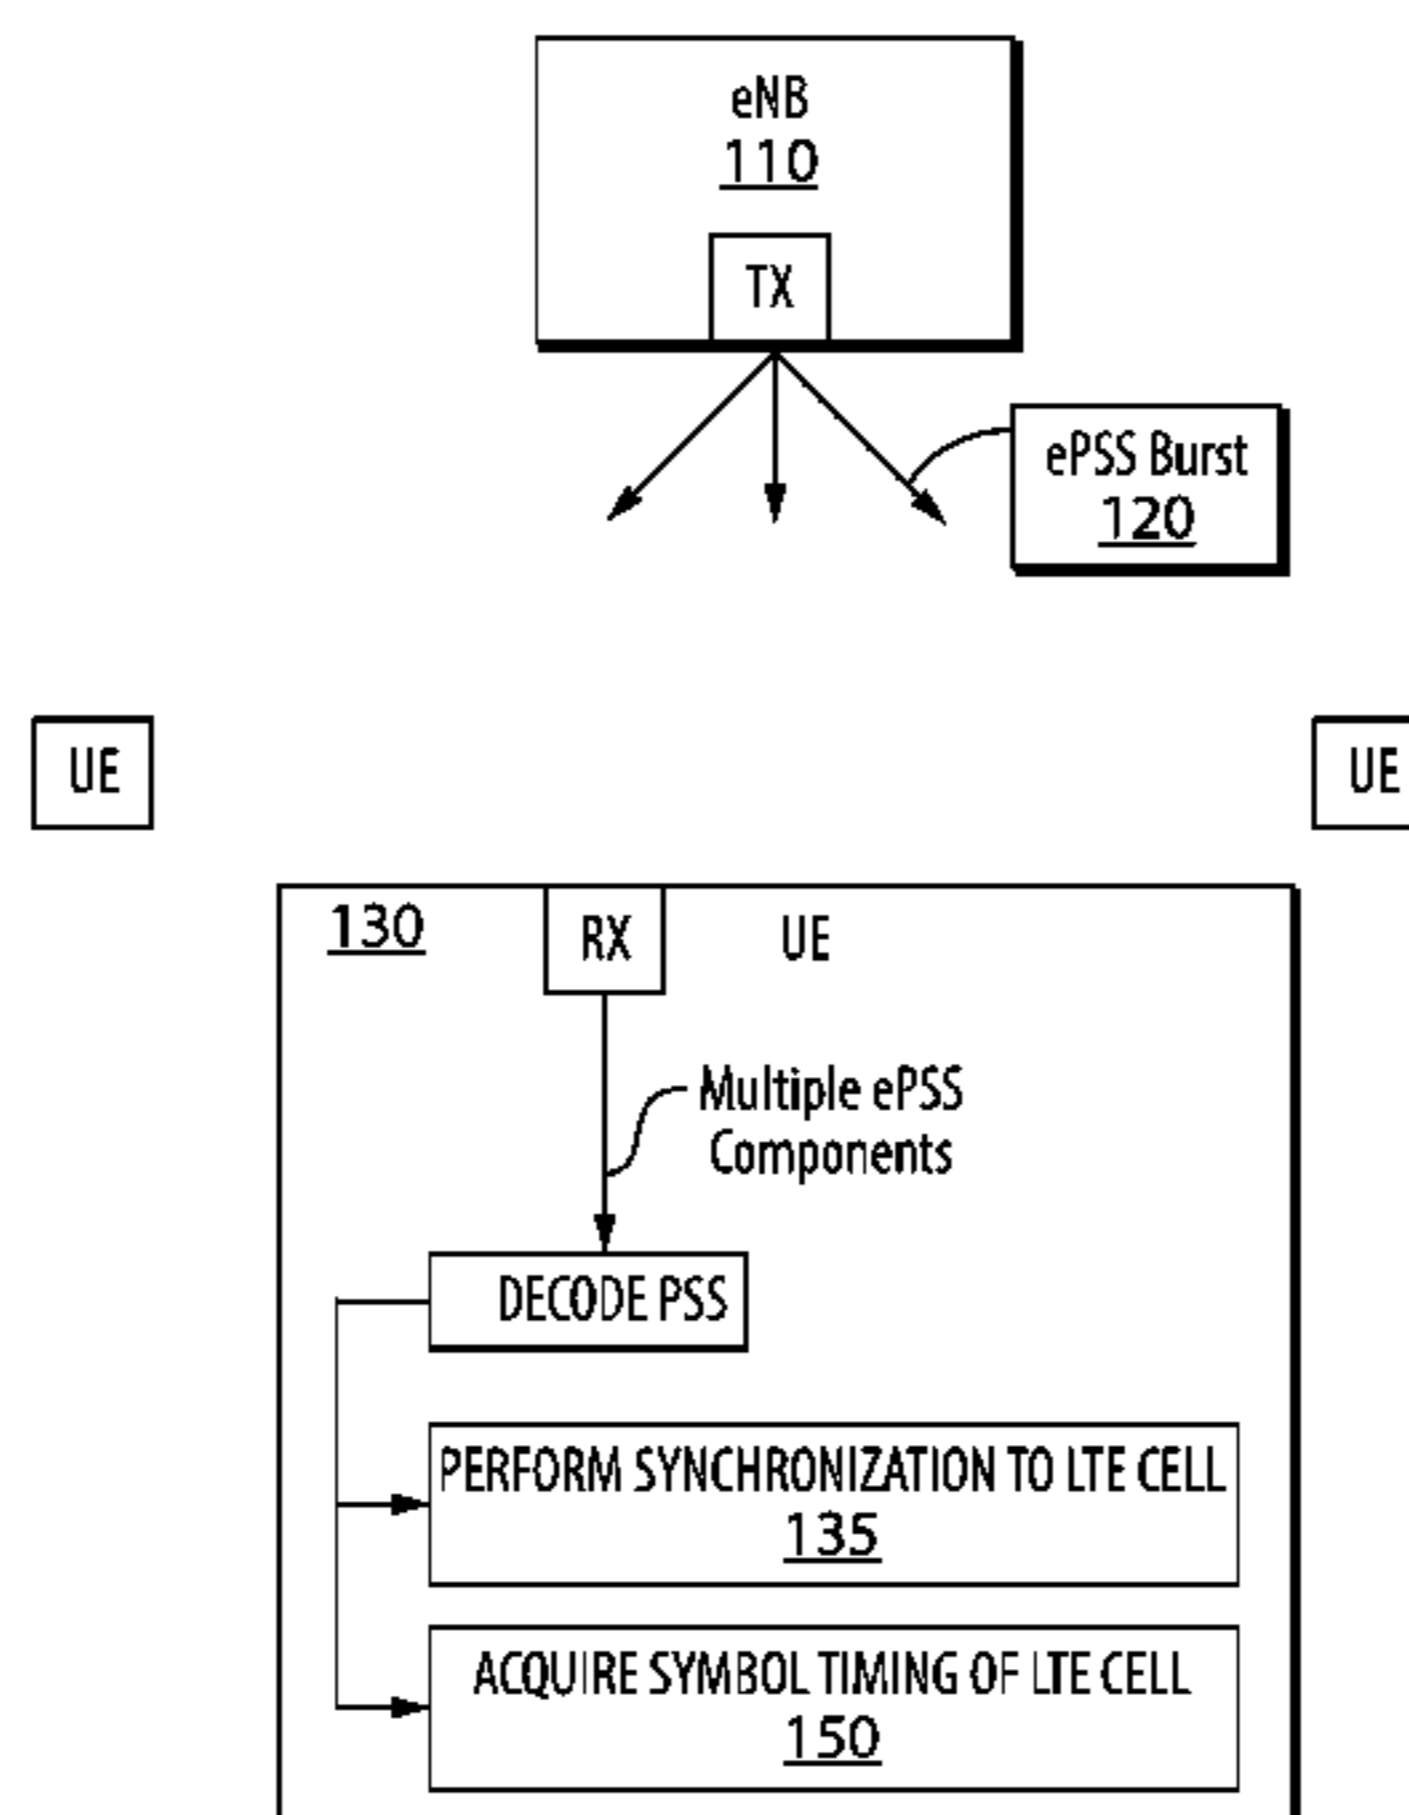 eNB
110
TX
ePSS Burst
120
UE
UE
130
RX
UE
Multiple ePSS
Components
DECODE PSS
PERFORM SYNCHRONIZATION TO LTE CELL
135
ACQUIRE SYMBOL TIMING OF LTE CELL
150